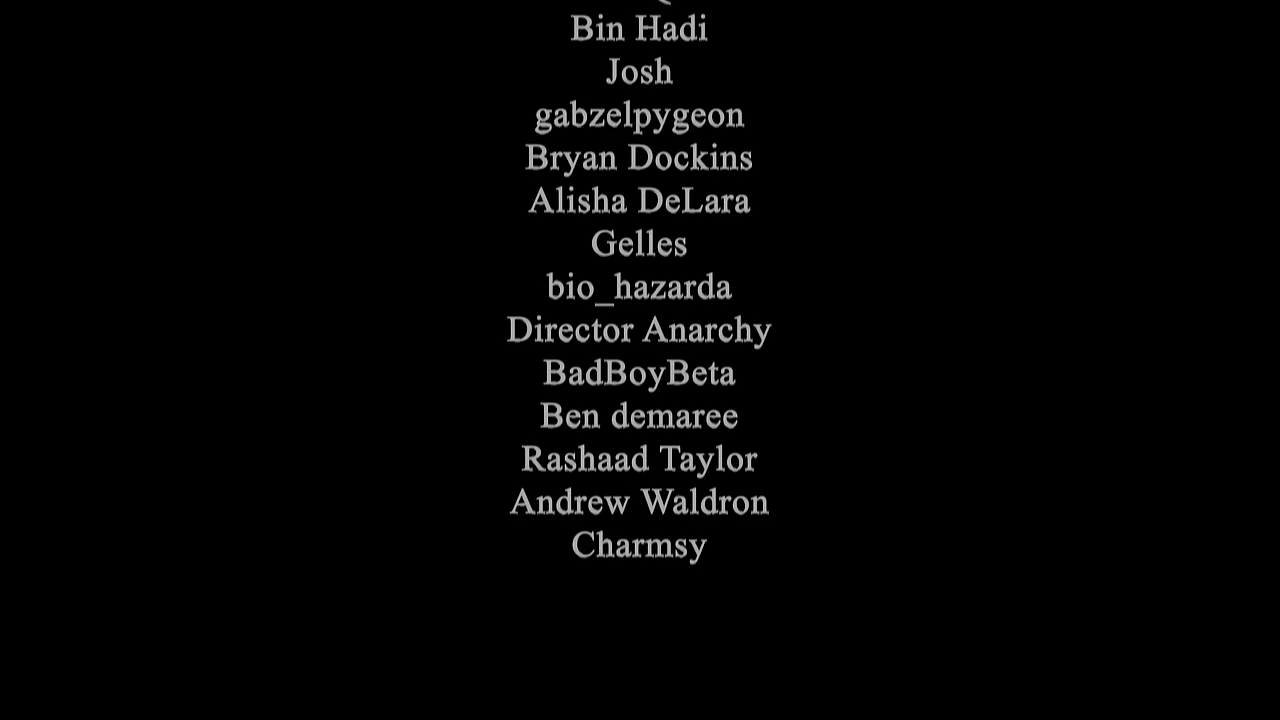 Bin Hadi
Josh
gabzelpygeon
Bryan Dockins
Alisha DeLara
Gelles
bio_hazarda
Director Anarchy
BadBoyBeta
Ben demaree
Rashaad Taylor
Andrew Waldron
Charmsy